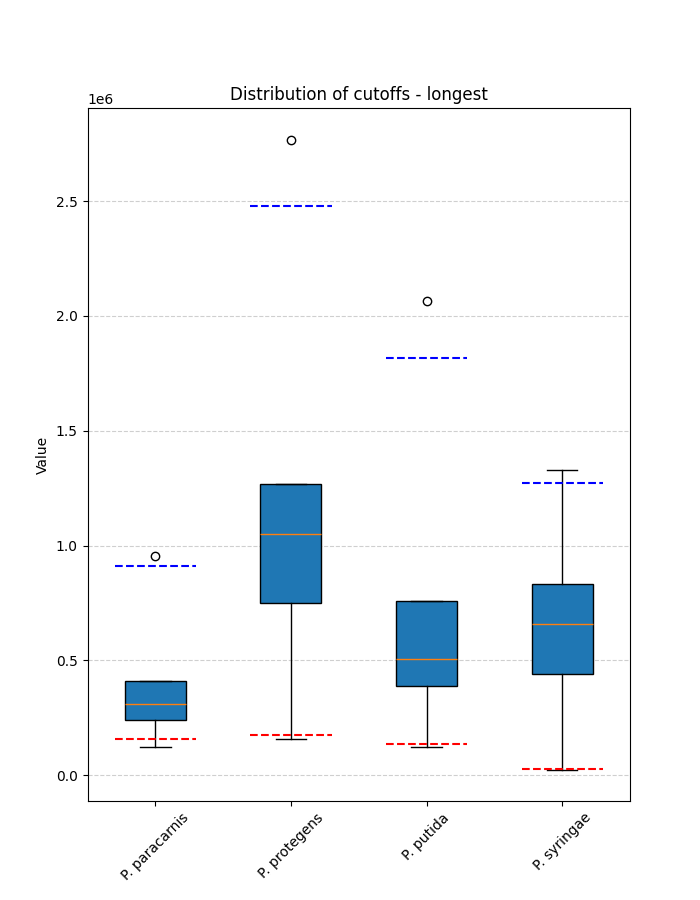 Distribution of cutoffs - longest
1e6
2.5
2.0
1.5
1.0
0.5
0.0
Value
P. paracarnis
P. protegens
P. putida
P. syringae